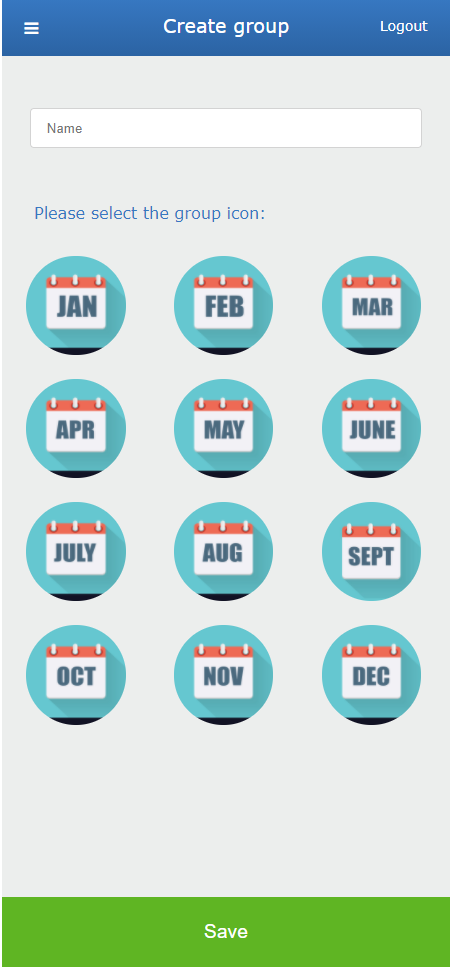 Create group Logout
Name
Please select the group icon:
JAN FEB MAR
APR MAY JUNE
JULY AUG SEPT
OCT NOV DEC
Save